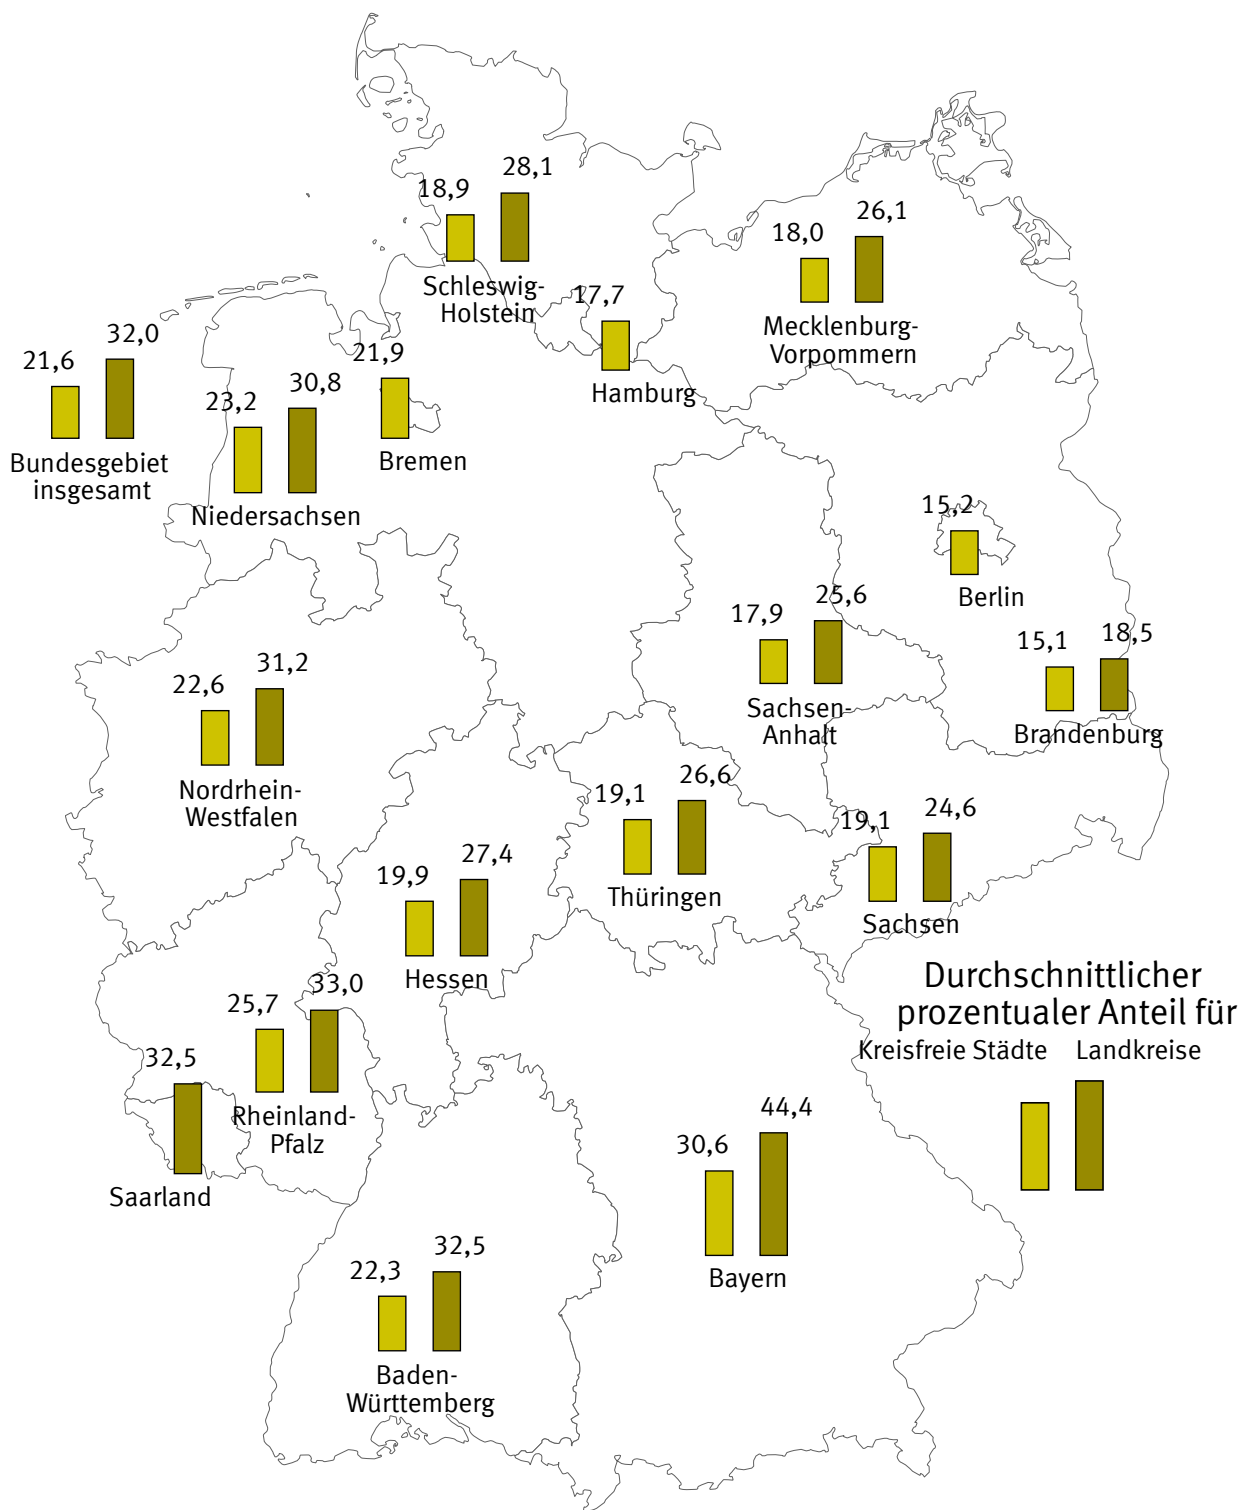 18,9
28,1
Schleswig-
Holstein
18,0
26,1
Mecklenburg-
Vorpommern
17,7
Hamburg
21,6
32,0
Bundesgebiet
insgesamt
23,2
30,8
Niedersachsen
21,9
Bremen
15,2
Berlin
17,9
25,6
Sachsen-
Anhalt
15,1
18,5
Brandenburg
22,6
31,2
Nordrhein-
Westfalen
19,1
26,6
Thüringen
19,1
24,6
Sachsen
19,9
27,4
Hessen
25,7
33,0
Rheinland-
Pfalz
32,5
Saarland
Durchschnittlicher
prozentualer Anteil für
Kreisfreie Städte Landkreise
30,6
44,4
Bayern
22,3
32,5
Baden-
Württemberg